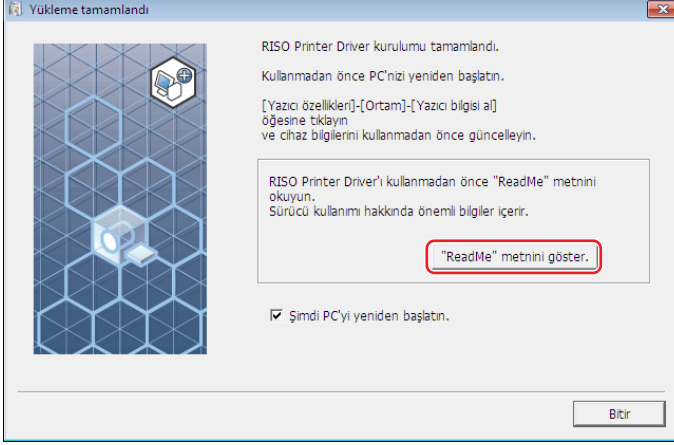 Yükleme tamamlandı
RISO Printer Driver kurulumu tamamlandı.
Kullanmadan önce PC'nizi yeniden başlatın.
[Yazıcı özellikleri]-[Ortam]-[Yazıcı bilgisi al]
öğesine tıklayın
ve cihaz bilgilerini kullanmadan önce güncelleyin.
RISO Printer Driver'ı kullanmadan önce "ReadMe" metnini
okuyun.
Sürücü kullanımı hakkında önemli bilgiler içerir.
"ReadMe" metnini göster.
Şimdi PC'yi yeniden başlatın.
Bitir